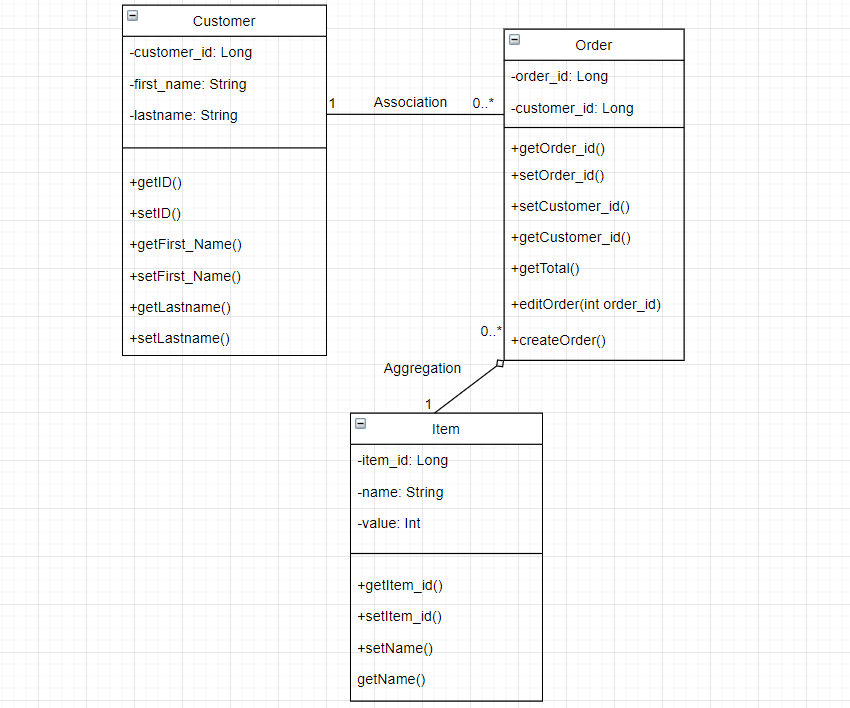 Customer
-customer_id: Long
-first_name: String
-lastname: String
+getID()
+setID()
+getFirst_Name()
+setFirst_Name()
+getLastname()
+setLastname()
1 Association 0..*
Order
-order_id: Long
-customer_id: Long
+getOrder_id()
+setOrder_id()
+setCustomer_id()
+getCustomer_id()
+getTotal()
+editOrder(int order_id)
+createOrder()
0..*
Aggregation
1
Item
-item_id: Long
-name: String
-value: Int
+getItem_id()
+setItem_id()
+setName()
getName()